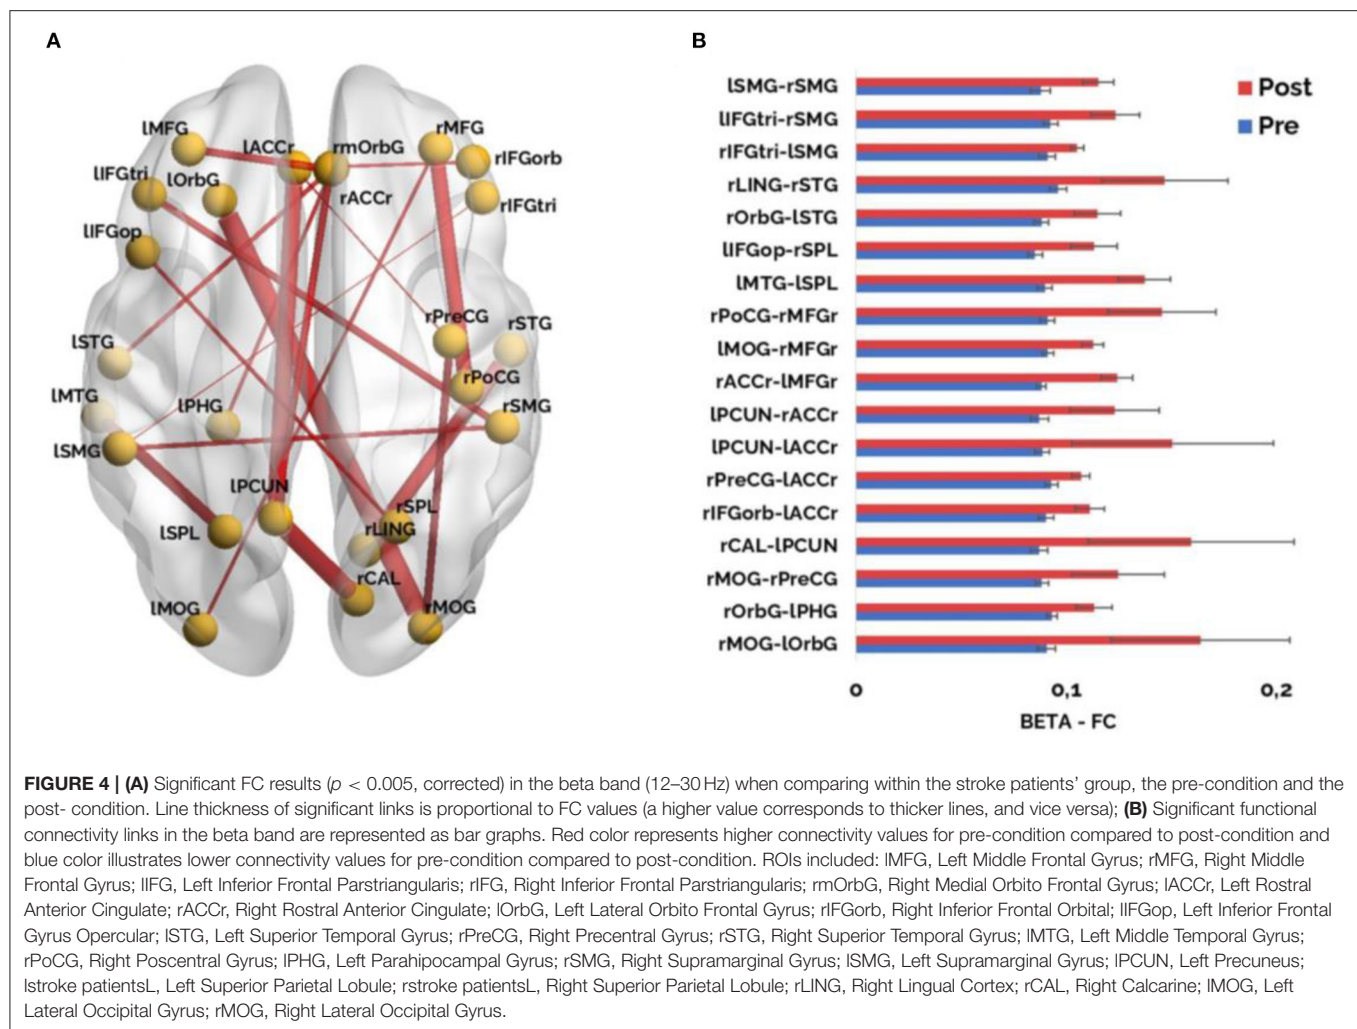 A
B
lMFG
lACCr
rmOrbG
rMFG
rIFGorb
lIFGtri
lOrbG
rACCr
rIFGtri
lIFGop
rPreCG
rSTG
lSTG
rPoCG
lMTG
lPHG
rSMG
lSMG
lPCUN
rSPL
lSPL
rLING
rCAL
lMOG
rMOG
lSMG-rSMG
lIFGtri-rSMG
rIFGtri-lSMG
rLING-rSTG
rOrbG-lSTG
lIFGop-rSPL
lMTG-lSPL
rPoCG-rMFGr
lMOG-rMFGr
rACCr-lMFGr
lPCUN-rACCr
lPCUN-lACCr
rPreCG-lACCr
rIFGorb-lACCr
rCAL-lPCUN
rMOG-rPreCG
rOrbG-lPHG
rMOG-lOrbG
Post
Pre
0 0,1 0,2
BETA - FC
FIGURE 4 | (A) Significant FC results (p < 0.005, corrected) in the beta band (12–30 Hz) when comparing within the stroke patients' group, the pre-condition and the
post- condition. Line thickness of significant links is proportional to FC values (a higher value corresponds to thicker lines, and vice versa); (B) Significant functional
connectivity links in the beta band are represented as bar graphs. Red color represents higher connectivity values for pre-condition compared to post-condition and
blue color illustrates lower connectivity values for pre-condition compared to post-condition. ROIs included: lMFG, Left Middle Frontal Gyrus; rMFG, Right Middle
Frontal Gyrus; lIFG, Left Inferior Frontal Parstriangularis; rIFG, Right Inferior Frontal Parstriangularis; rmOrbG, Right Medial Orbito Frontal Gyrus; lACCr, Left Rostral
Anterior Cingulate; rACCr, Right Rostral Anterior Cingulate; lOrbG, Left Lateral Orbito Frontal Gyrus; rIFGorb, Right Inferior Frontal Orbital; lIFGop, Left Inferior Frontal
Gyrus Opercular; lSTG, Left Superior Temporal Gyrus; rPreCG, Right Precentral Gyrus; rSTG, Right Superior Temporal Gyrus; lMTG, Left Middle Temporal Gyrus;
rPoCG, Right Poscentral Gyrus; lPHG, Left Parahipocampal Gyrus; rSMG, Right Supramarginal Gyrus; lSMG, Left Supramarginal Gyrus; lPCUN, Left Precuneus;
lstroke patientsL, Left Superior Parietal Lobule; rstroke patientsL, Right Superior Parietal Lobule; rLING, Right Lingual Cortex; rCAL, Right Calcarine; lMOG, Left
Lateral Occipital Gyrus; rMOG, Right Lateral Occipital Gyrus.